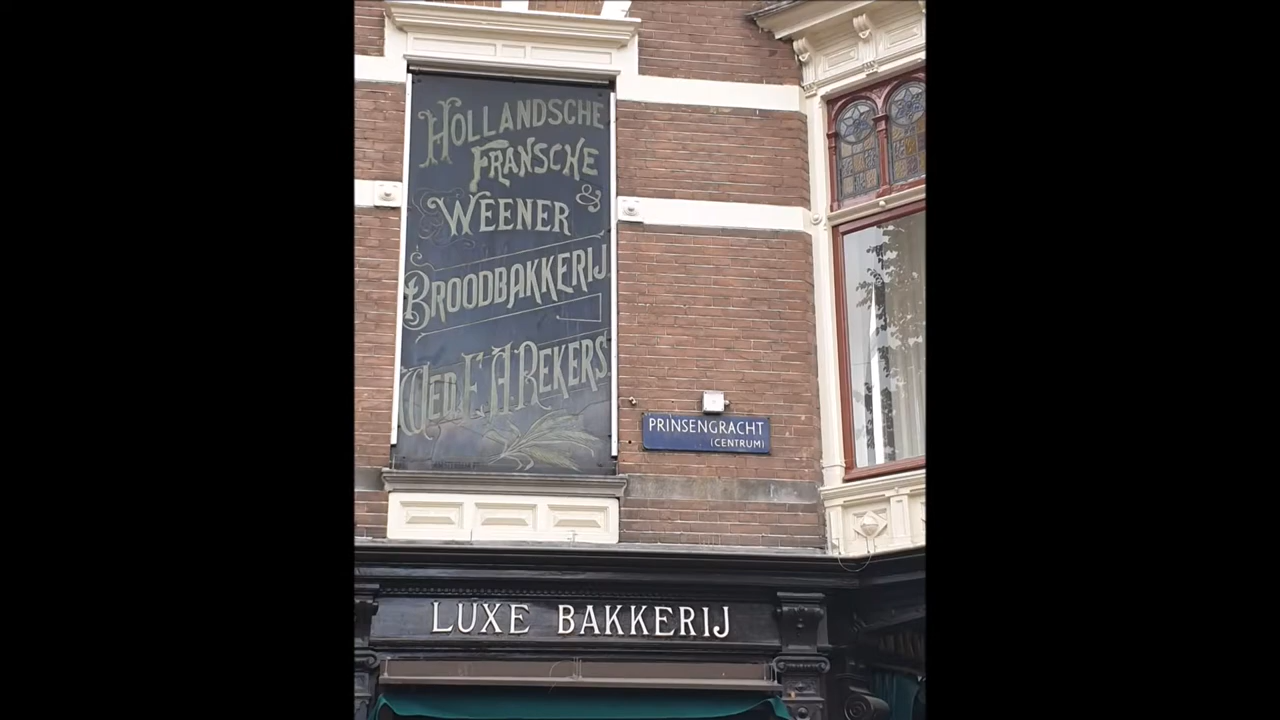 HOLLANDSCHE
FRANSCHE
&
WEENER
BROODBAKKERIJ
WED. F. A. REKERS.
PRINSENGRACHT
(CENTRUM)
LUXE BAKKERIJ